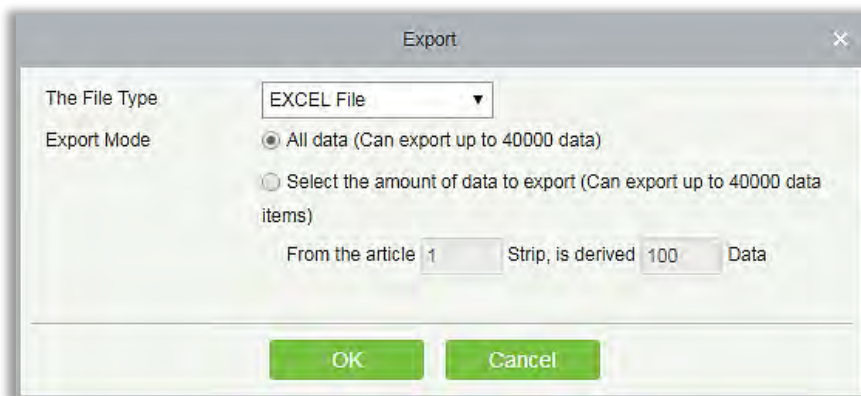 Export
The File Type EXCEL File
Export Mode All data (Can export up to 40000 data)
Select the amount of data to export (Can export up to 40000 data
items)
From the article 1 Strip, is derived 100 Data
OK Cancel